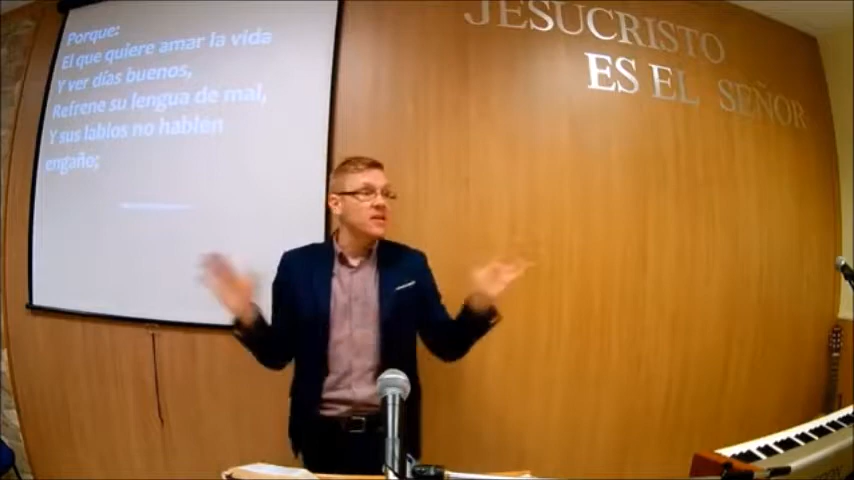 Porque:
El que quiere amar la vida
Y ver días buenos,
Refrene su lengua de mal,
Y sus labios no hablen
engaño;
JESUCRISTO
ES EL SEÑOR